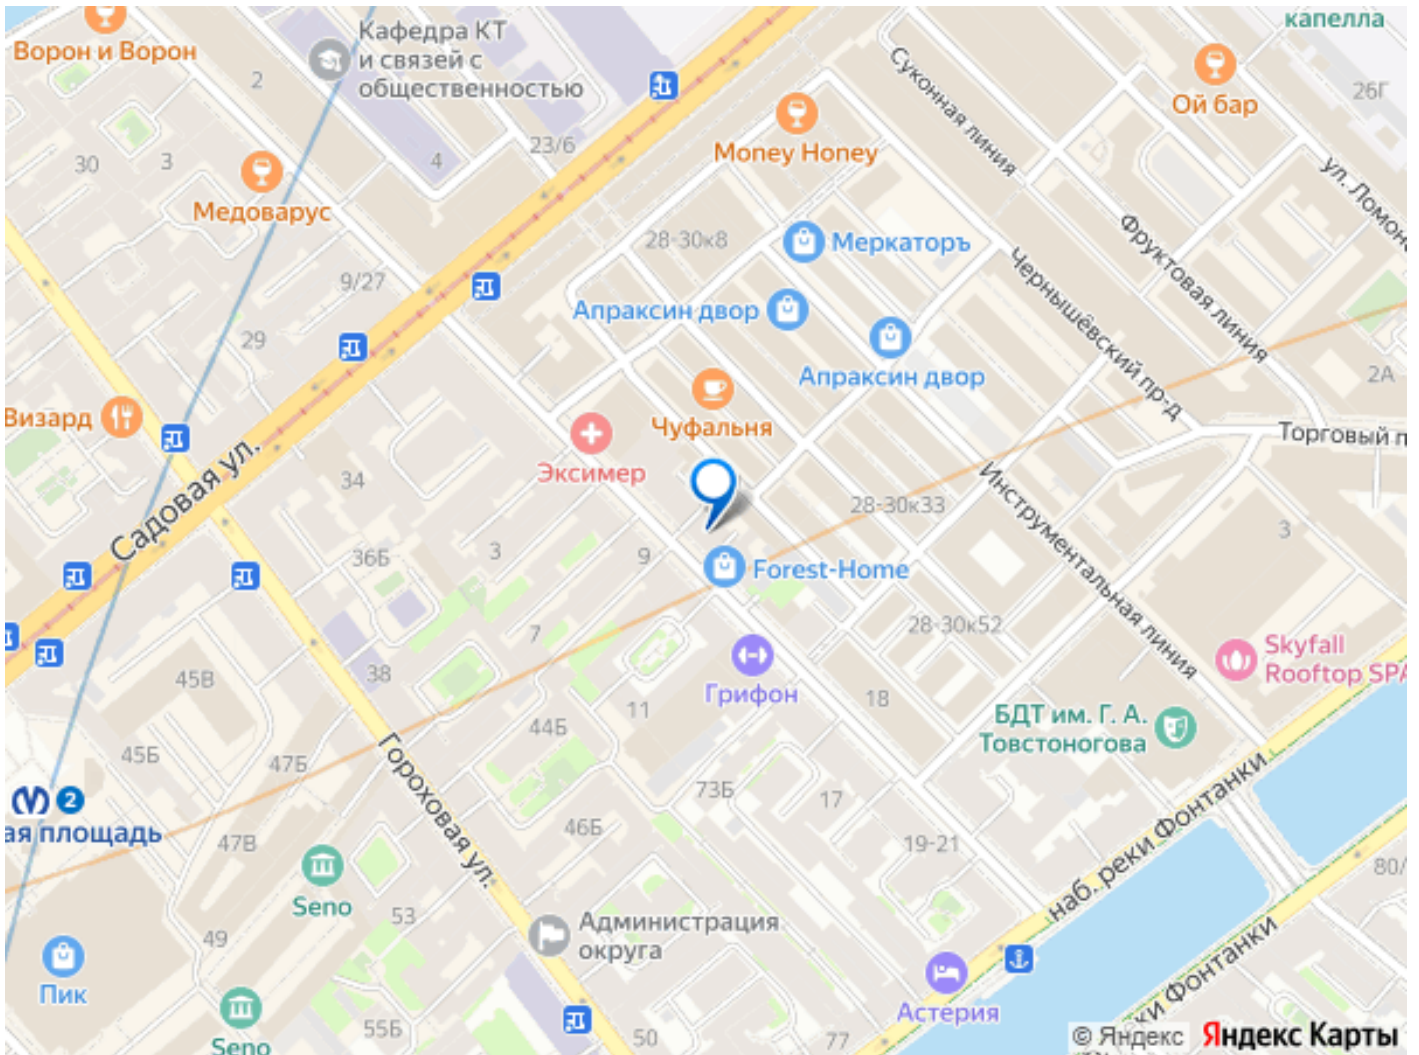 капелла
Ворон и Ворон
Кафедра КТ
и связей с
общественностью
2
26Г
Ой бар
Суконная линия
Money Honey
23/6
4
3
30
Медоварус
ул. Ломон
Фруктовая линия
28-30к8
Меркаторъ
9/27
Чернышёвский пр-д
Апраксин двор
29
Апраксин двор
2А
Визард
Чуфальня
Торговый п
Эксимер
Садовая ул.
34
Инструментальная линия
28-30к33
3
36Б
3
9
Forest-Home
28-30к52
7
Skyfall
Rooftop SPA
45В
38
Грифон
18
11
БДТ им. Г. А.
Товстоногова
44Б
45Б
47Б
Гороховая ул.
73Б
17
2
ая площадь
47В
46Б
19-21
наб. реки Фонтанки
80/
Seno
53
Администрация
округа
49
ки Фонтанки
Пик
Астерия
55Б
50
77
Seno
© Яндекс Яндекс Карты